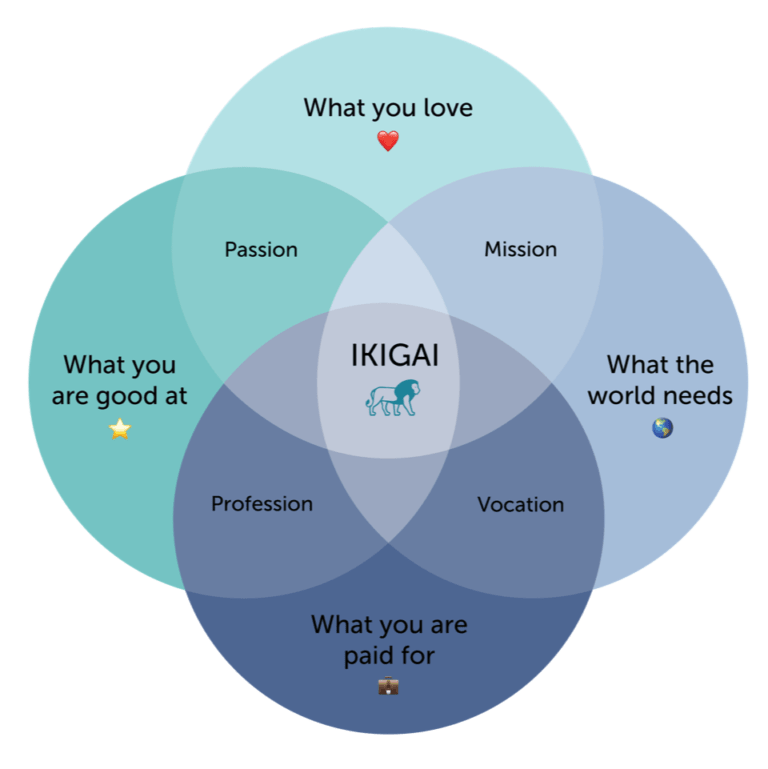 What you love
Passion
Mission
IKIGAI
What you
are good at
What the
world needs
Profession
Vocation
What you are
paid for